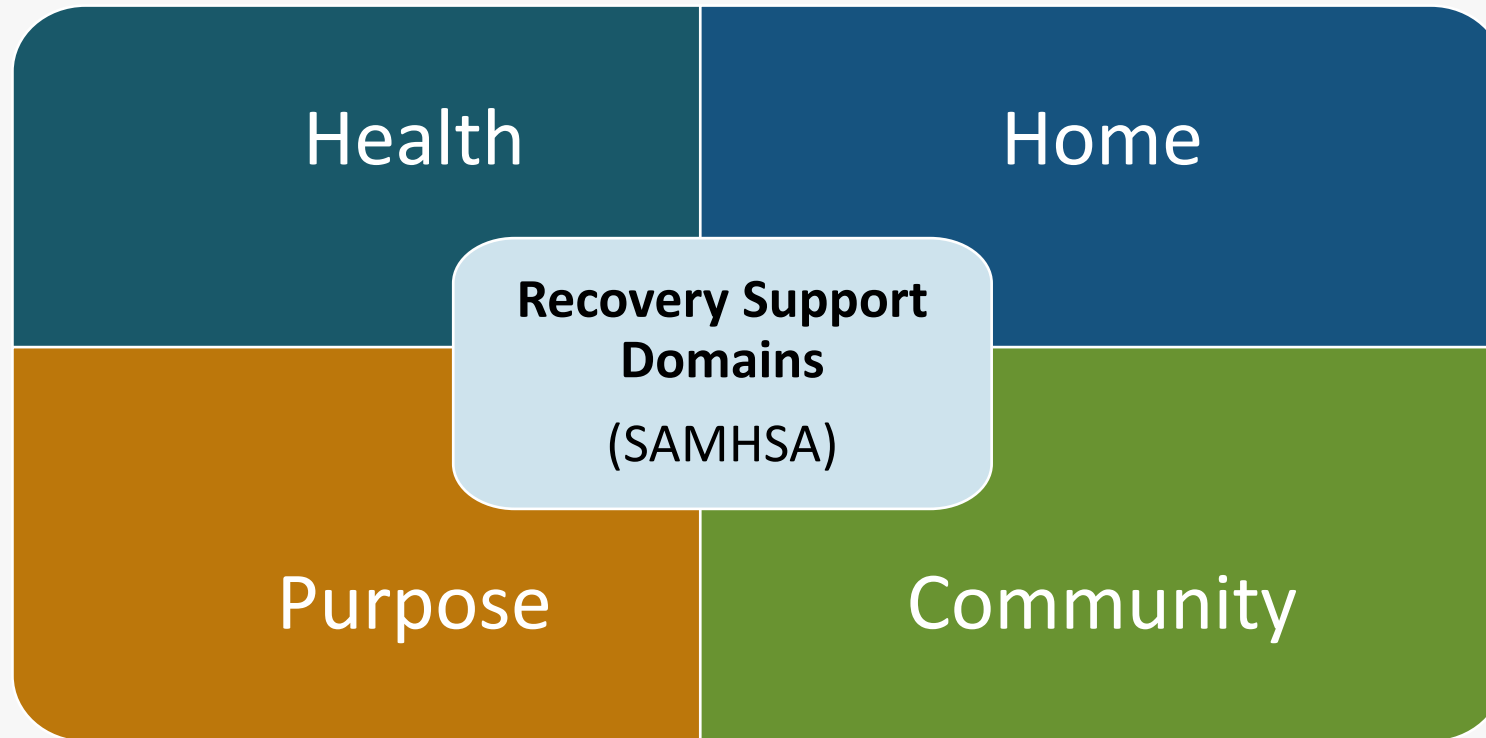 Health
Home
Recovery Support
Domains
(SAMHSA)
Purpose
Community